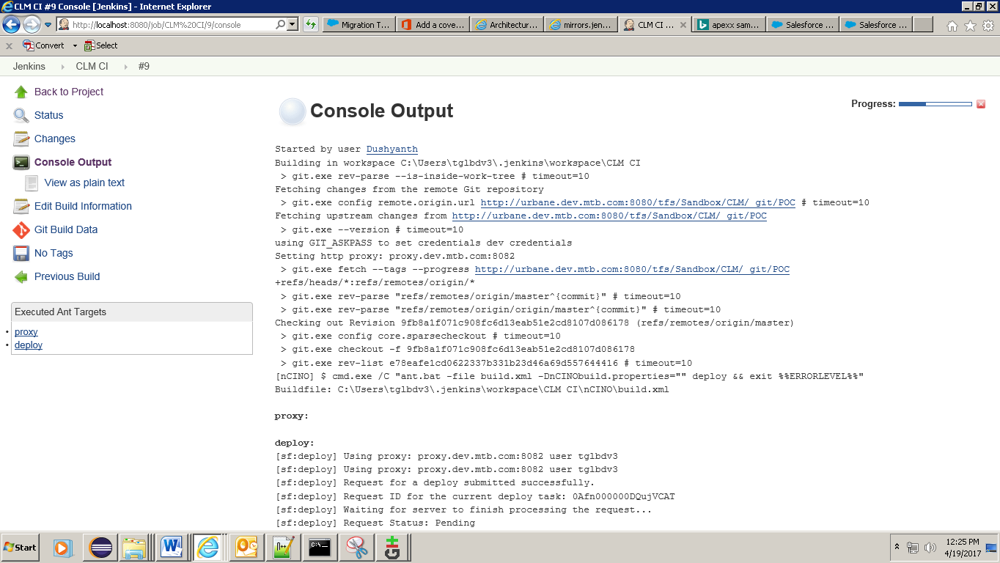 CLM CI #9 Console [Jenkins] - Internet Explorer
http://localhost:8080/job/CLM%20CI/9/console
Migration T...
Add a cove...
Architectur...
mirrors.jen...
CLM CI ...
apexx sam...
Salesforce ...
Salesforce ...
x Convert Select
Jenkins CLM CI #9
Back to Project
Status
Changes
Console Output
View as plain text
Edit Build Information
Git Build Data
No Tags
Previous Build
Executed Ant Targets
• proxy
• deploy
Console Output
Progress:
Started by user Dushyanth
Building in workspace C:\Users\tglbdv3\.jenkins\workspace\CLM CI
> git.exe rev-parse --is-inside-work-tree # timeout=10
Fetching changes from the remote Git repository
> git.exe config remote.origin.url http://urbane.dev.mtb.com:8080/tfs/Sandbox/CLM/_git/POC # timeout=10
Fetching upstream changes from http://urbane.dev.mtb.com:8080/tfs/Sandbox/CLM/_git/POC
> git.exe --version # timeout=10
using GIT_ASKPASS to set credentials dev credentials
Setting http proxy: proxy.dev.mtb.com:8082
> git.exe fetch --tags --progress http://urbane.dev.mtb.com:8080/tfs/Sandbox/CLM/_git/POC
+refs/heads/*:refs/remotes/origin/*
> git.exe rev-parse "refs/remotes/origin/master^{commit}" # timeout=10
> git.exe rev-parse "refs/remotes/origin/origin/master^{commit}" # timeout=10
Checking out Revision 9fb8a1f071c908fc6d13eab51e2cd8107d086178 (refs/remotes/origin/master)
> git.exe config core.sparsecheckout # timeout=10
> git.exe checkout -f 9fb8a1f071c908fc6d13eab51e2cd8107d086178
> git.exe rev-list e78eafe1cd0622337b331b23d46a69d557644416 # timeout=10
[nCINO] $ cmd.exe /C "ant.bat -file build.xml -DnCINObuild.properties="" deploy && exit %%ERRORLEVEL%%"
Buildfile: C:\Users\tglbdv3\.jenkins\workspace\CLM CI\nCINO\build.xml
proxy:
deploy:
[sf:deploy] Using proxy: proxy.dev.mtb.com:8082 user tglbdv3
[sf:deploy] Using proxy: proxy.dev.mtb.com:8082 user tglbdv3
[sf:deploy] Request for a deploy submitted successfully.
[sf:deploy] Request ID for the current deploy task: 0Afn000000DQujVCAT
[sf:deploy] Waiting for server to finish processing the request...
[sf:deploy] Request Status: Pending
Start
12:25 PM
4/19/2017